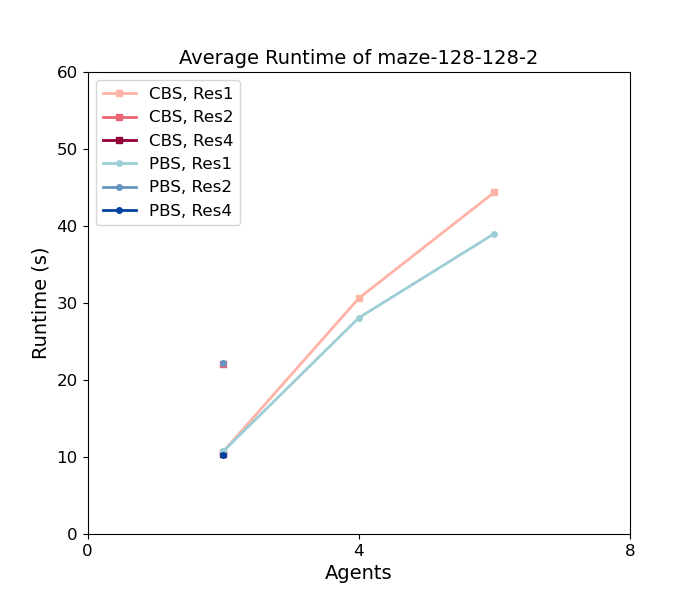 Average Runtime of maze-128-128-2
60
50
40
30
20
10
0
Runtime (s)
CBS, Res1
CBS, Res2
CBS, Res4
PBS, Res1
PBS, Res2
PBS, Res4
0 4 8
Agents